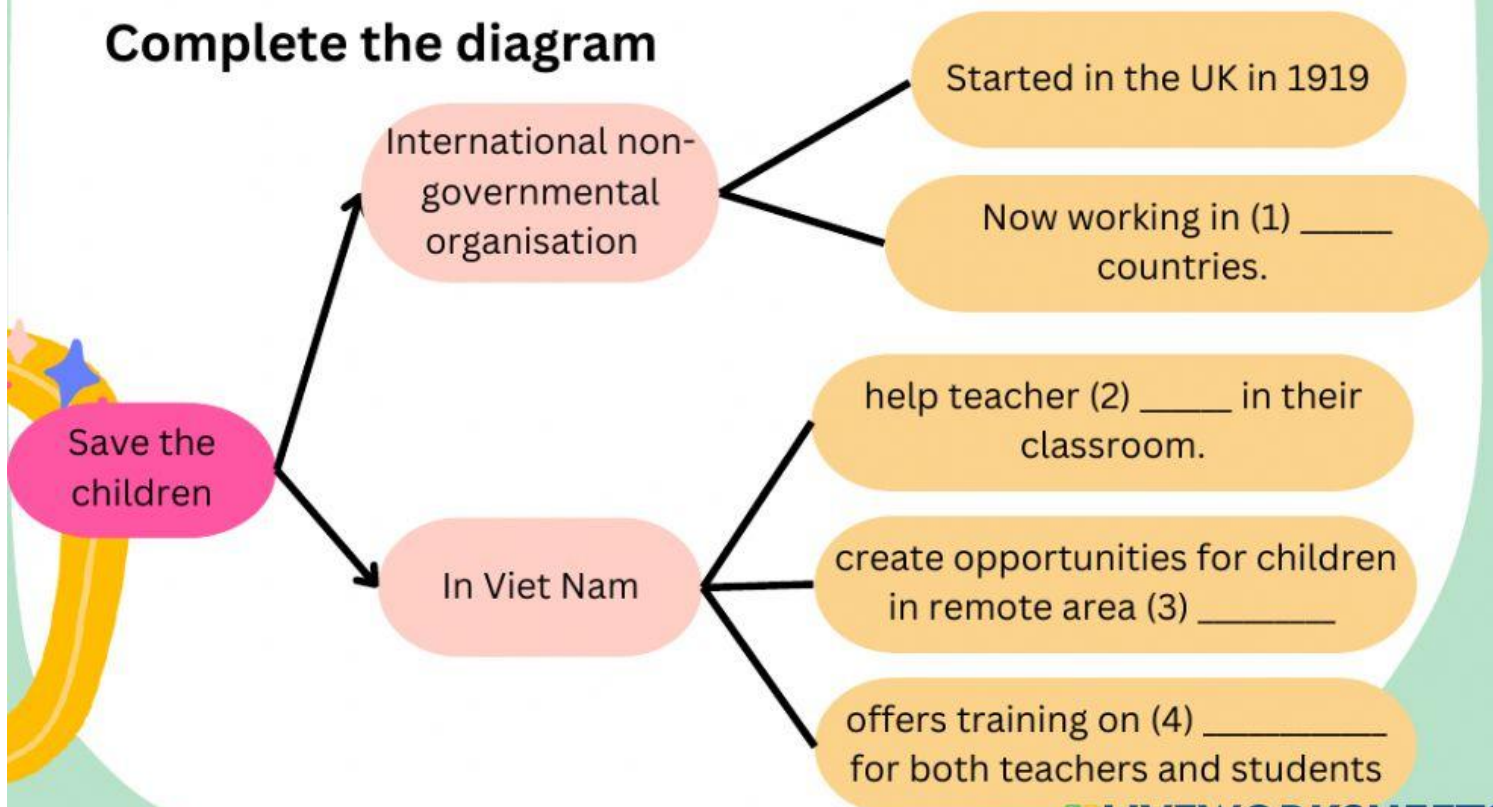 Complete the diagram
Started in the UK in 1919
International non-
governmental
organisation
Now working in (1) _____
countries.
help teacher (2) _____ in their
classroom.
Save the
children
In Viet Nam
create opportunities for children
in remote area (3) ________
offers training on (4) __________
for both teachers and students